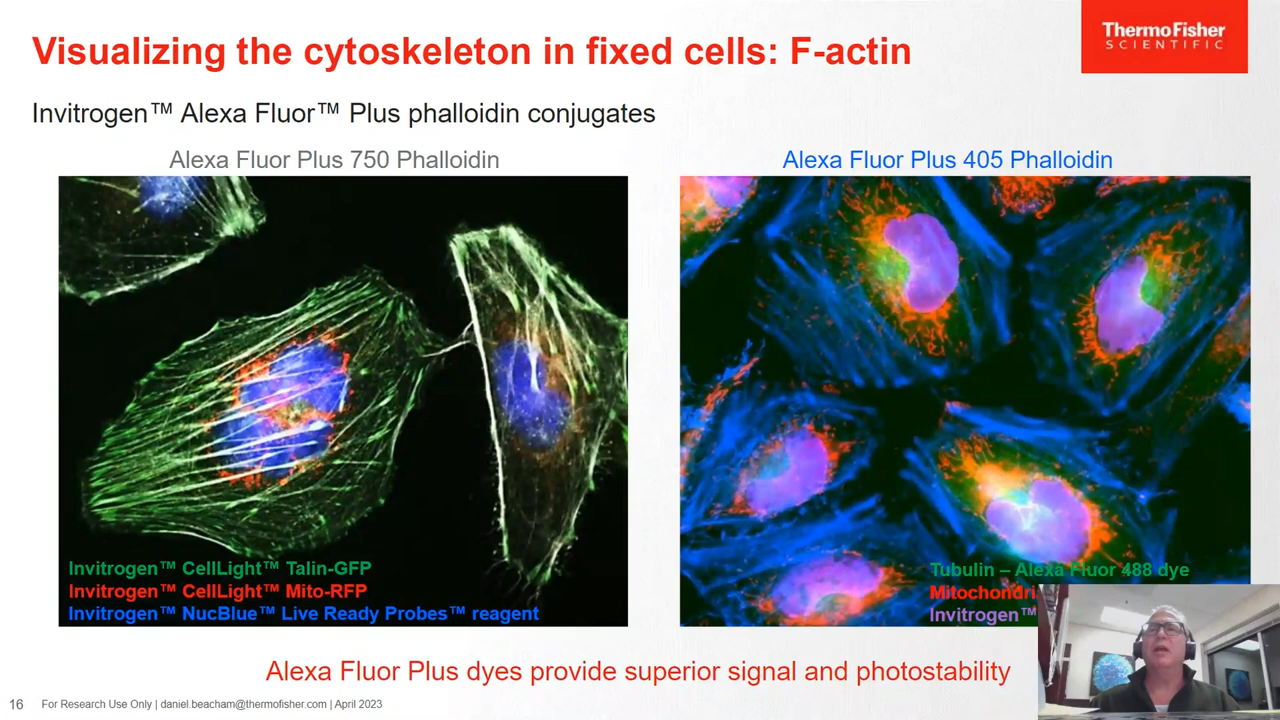 ThermoFisher
SCIENTIFIC
Visualizing the cytoskeleton in fixed cells: F-actin
Invitrogen™ Alexa Fluor™ Plus phalloidin conjugates
Alexa Fluor Plus 750 Phalloidin
Alexa Fluor Plus 405 Phalloidin
Invitrogen™ CellLight™ Talin-GFP
Invitrogen™ CellLight™ Mito-RFP
Invitrogen™ NucBlue™ Live Ready Probes™ reagent
Tubulin – Alexa Fluor 488 dye
Mitochondri
Invitrogen™
Alexa Fluor Plus dyes provide superior signal and photostability
16 For Research Use Only | daniel.beacham@thermofisher.com | April 2023